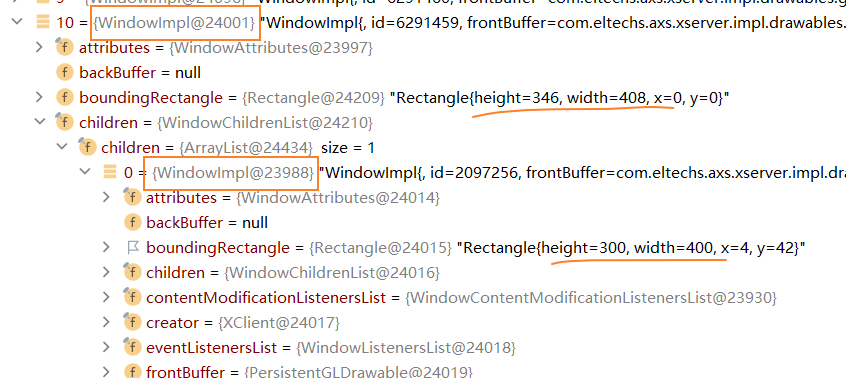 10 = {WindowImpl@24001} "WindowImpl{, id=6291459, frontBuffer=com.eltechs.axs.xserver.impl.drawables.
attributes = {WindowAttributes@23997}
backBuffer = null
boundingRectangle = {Rectangle@24209} "Rectangle{height=346, width=408, x=0, y=0}"
children = {WindowChildrenList@24210}
children = {ArrayList@24434} size = 1
0 = {WindowImpl@23988} "WindowImpl{, id=2097256, frontBuffer=com.eltechs.axs.xserver.impl.dra
attributes = {WindowAttributes@24014}
backBuffer = null
boundingRectangle = {Rectangle@24015} "Rectangle{height=300, width=400, x=4, y=42}"
children = {WindowChildrenList@24016}
contentModificationListenersList = {WindowContentModificationListenersList@23930}
creator = {XClient@24017}
eventListenersList = {WindowListenersList@24018}
frontBuffer = {PersistentGLDrawable@24019}